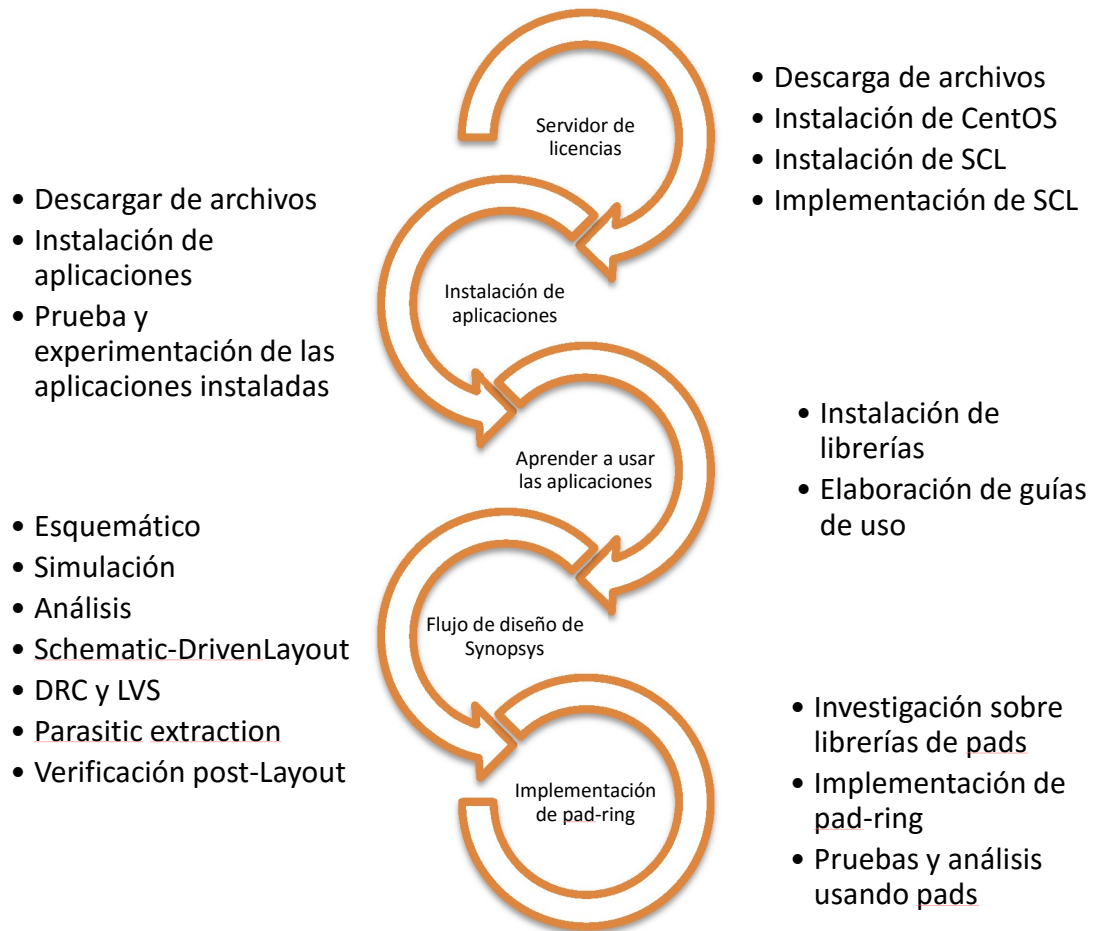 Servidor de
licencias
• Descarga de archivos
• Instalación de CentOS
• Instalación de SCL
• Implementación de SCL
Instalación de
aplicaciones
• Descargar de archivos
• Instalación de
aplicaciones
• Prueba y
experimentación de las
aplicaciones instaladas
Aprender a usar
las aplicaciones
• Instalación de
librerías
• Elaboración de guías
de uso
Flujo de diseño de
Synopsys
• Esquemático
• Simulación
• Análisis
• Schematic-DrivenLayout
• DRC y LVS
• Parasitic extraction
• Verificación post-Layout
Implementación
de pad-ring
• Investigación sobre
librerías de pads
• Implementación de
pad-ring
• Pruebas y análisis
usando pads